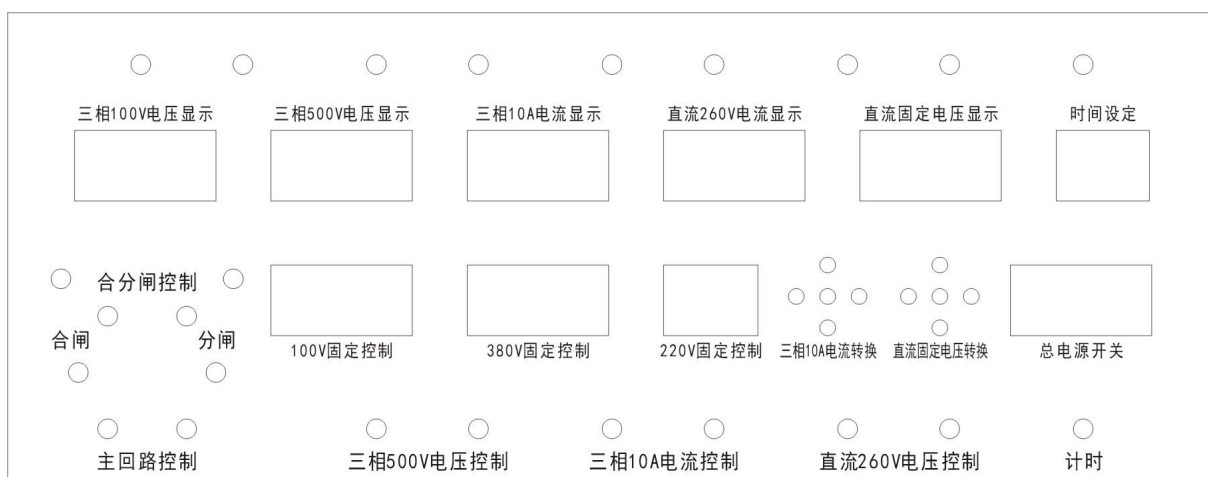 三相100V电压显示
三相500V电压显示
三相10A电流显示
直流260V电流显示
直流固定电压显示
时间设定
合分闸控制
合闸
分闸
100V固定控制
380V固定控制
220V固定控制
三相10A电流转换
直流固定电压转换
总电源开关
主回路控制
三相500V电压控制
三相10A电流控制
直流260V电压控制
计时